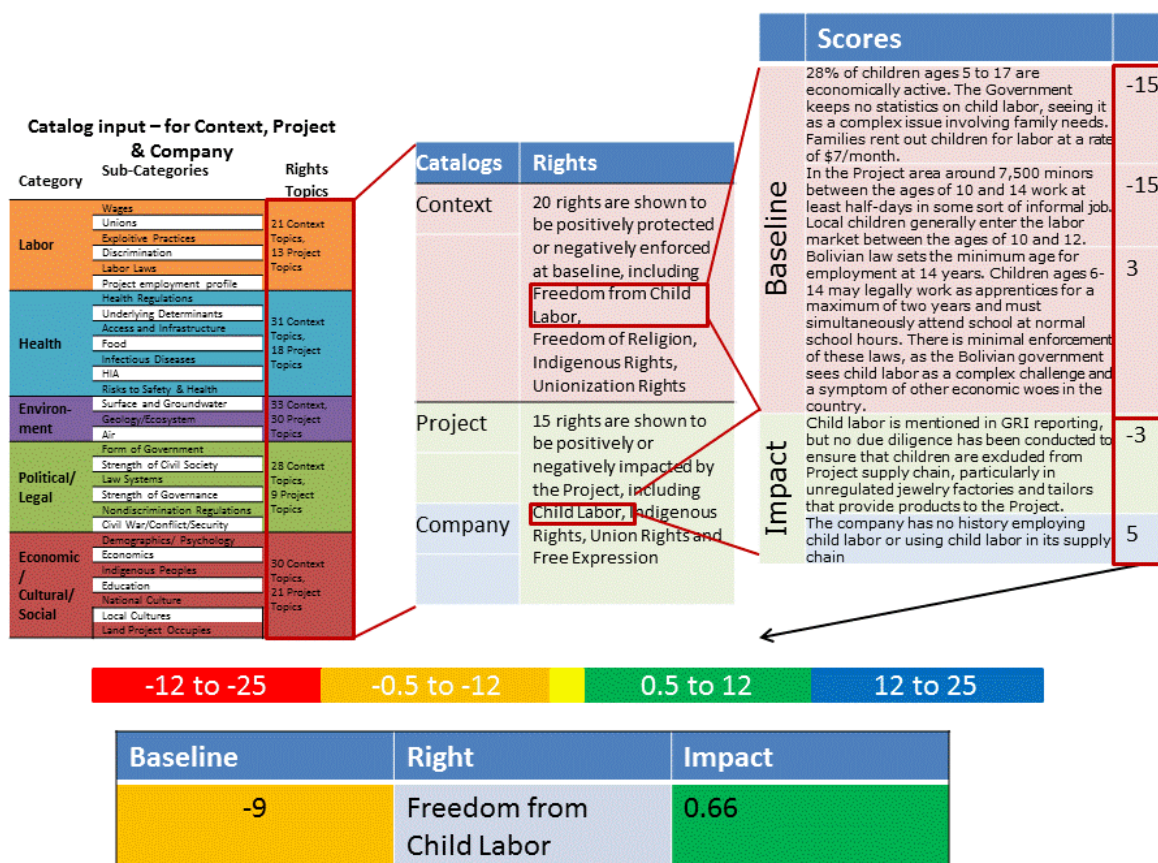 Catalog input – for Context, Project
& Company
Category
Sub-Categories
Rights
Topics
Labor
Wages
Unions
Exploitive Practices
Discrimination
Labor Laws
Project employment profile
21 Context
Topics,
13 Project
Topics
Health
Health Regulations
Underlying Determinants
Access and Infrastructure
Food
Infectious Diseases
HIA
Risks to Safety & Health
31 Context
Topics,
18 Project
Topics
Environ-
ment
Surface and Groundwater
Geology/Ecosystem
Air
33 Context,
30 Project
Topics
Political/
Legal
Form of Government
Strength of Civil Society
Law Systems
Strength of Governance
Nondiscrimination Regulations
Civil War/Conflict/Security
28 Context
Topics,
9 Project
Topics
Economic
/
Cultural/
Social
Demographics/ Psychology
Economics
Indigenous Peoples
Education
National Culture
Local Cultures
Land Project Occupies
30 Context
Topics,
21 Project
Topics
Catalogs
Rights
Context
20 rights are shown to
be positively protected
or negatively enforced
at baseline, including
Freedom from Child
Labor,
Freedom of Religion,
Indigenous Rights,
Unionization Rights
Project
Company
15 rights are shown to
be positively or
negatively impacted by
the Project, including
Child Labor, Indigenous
Rights, Union Rights and
Free Expression
Scores
Baseline
28% of children ages 5 to 17 are
economically active. The Government
keeps no statistics on child labor, seeing it
as a complex issue involving family needs.
Families rent out children for labor at a rate
of $7/month.
-15
In the Project area around 7,500 minors
between the ages of 10 and 14 work at
least half-days in some sort of informal job.
Local children generally enter the labor
market between the ages of 10 and 12.
-15
Bolivian law sets the minimum age for
employment at 14 years. Children ages 6-
14 may legally work as apprentices for a
maximum of two years and must
simultaneously attend school at normal
school hours. There is minimal enforcement
of these laws, as the Bolivian government
sees child labor as a complex challenge and
a symptom of other economic woes in the
country.
3
Impact
Child labor is mentioned in GRI reporting,
but no due diligence has been conducted to
ensure that children are excluded from
Project supply chain, particularly in
unregulated jewelry factories and tailors
that provide products to the Project.
-3
The company has no history employing
child labor or using child labor in its supply
chain
5
-12 to -25
-0.5 to -12
0.5 to 12
12 to 25
Baseline
Right
Impact
-9
Freedom from
Child Labor
0.66